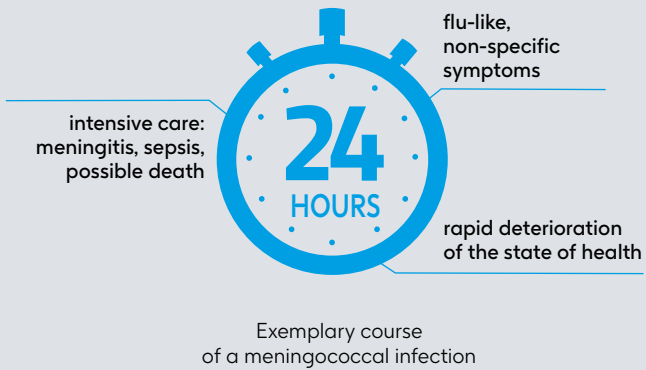 flu-like,
non-specific
symptoms
intensive care:
meningitis, sepsis,
possible death
24
HOURS
rapid deterioration
of the state of health
Exemplary course
of a meningococcal infection